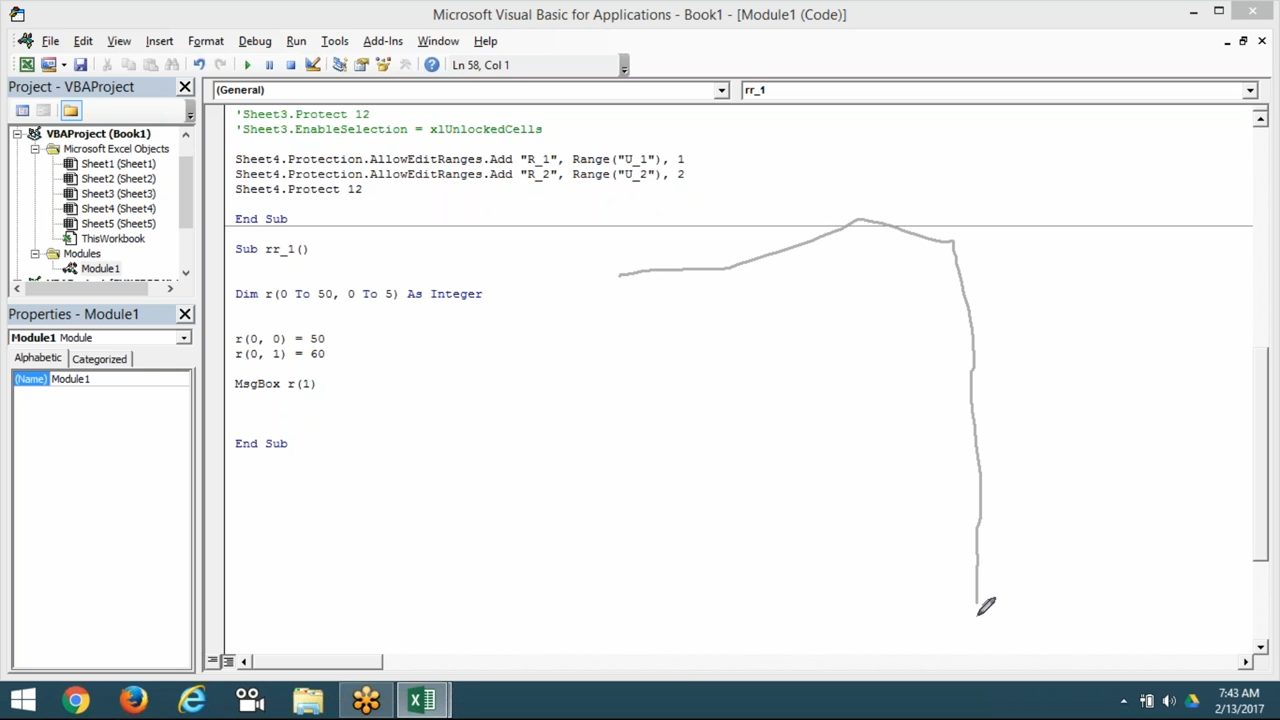 Microsoft Visual Basic for Applications - Book1 - [Module1 (Code)]
File Edit View Insert Format Debug Run Tools Add-Ins Window Help
Ln 58, Col 1
Project - VBAProject
(General)
rr_1
VBAProject (Book1)
Microsoft Excel Objects
Sheet1 (Sheet1)
Sheet2 (Sheet2)
Sheet3 (Sheet3)
Sheet4 (Sheet4)
Sheet5 (Sheet5)
ThisWorkbook
Modules
Module1
Properties - Module1
Module1 Module
Alphabetic Categorized
(Name) Module1
'Sheet3.Protect 12
'Sheet3.EnableSelection = xlUnlockedCells
Sheet4.Protection.AllowEditRanges.Add "R_1", Range("U_1"), 1
Sheet4.Protection.AllowEditRanges.Add "R_2", Range("U_2"), 2
Sheet4.Protect 12
End Sub
Sub rr_1()
Dim r(0 To 50, 0 To 5) As Integer
r(0, 0) = 50
r(0, 1) = 60
MsgBox r(1)
End Sub
7:43 AM
2/13/2017